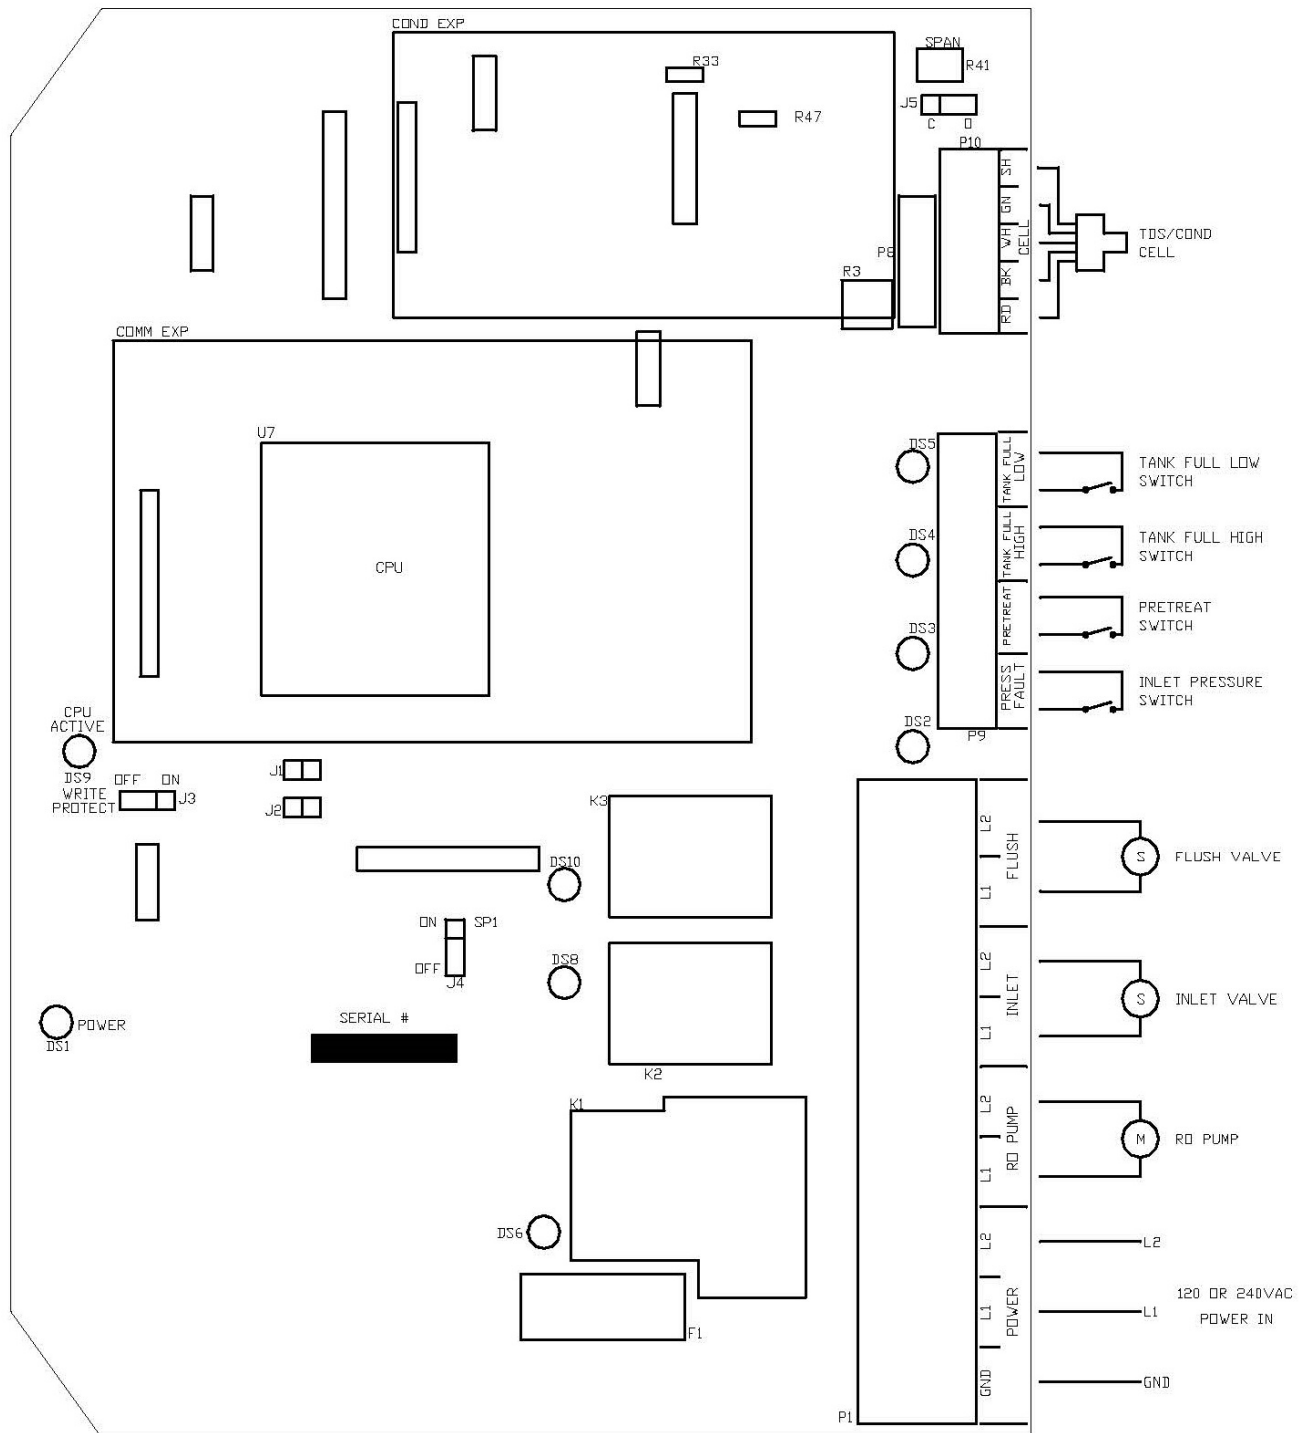 COND EXP
SPAN
R33
R41
J5
R47
C O
P10
SH
GN
WH
BK
RD
CELL
TDS/COND
CELL
P8
R3
COMM EXP
U7
CPU
DS5
TANK FULL
LOW
TANK FULL LOW
SWITCH
DS4
TANK FULL
HIGH
TANK FULL HIGH
SWITCH
DS3
PRETREAT
PRETREAT
SWITCH
PRESS
FAULT
INLET PRESSURE
SWITCH
DS2
P9
CPU
ACTIVE
DS9
OFF ON
WRITE
PROTECT
J3
J1
J2
K3
L2
L1
FLUSH
S
FLUSH VALVE
DS10
ON
SP1
OFF
J4
DS8
L2
L1
INLET
S
INLET VALVE
POWER
DS1
SERIAL #
K2
K1
L2
L1
RO PUMP
M
RO PUMP
DS6
L2
L1
GND
POWER
L2
120 OR 240VAC
L1
POWER IN
F1
GND
P1